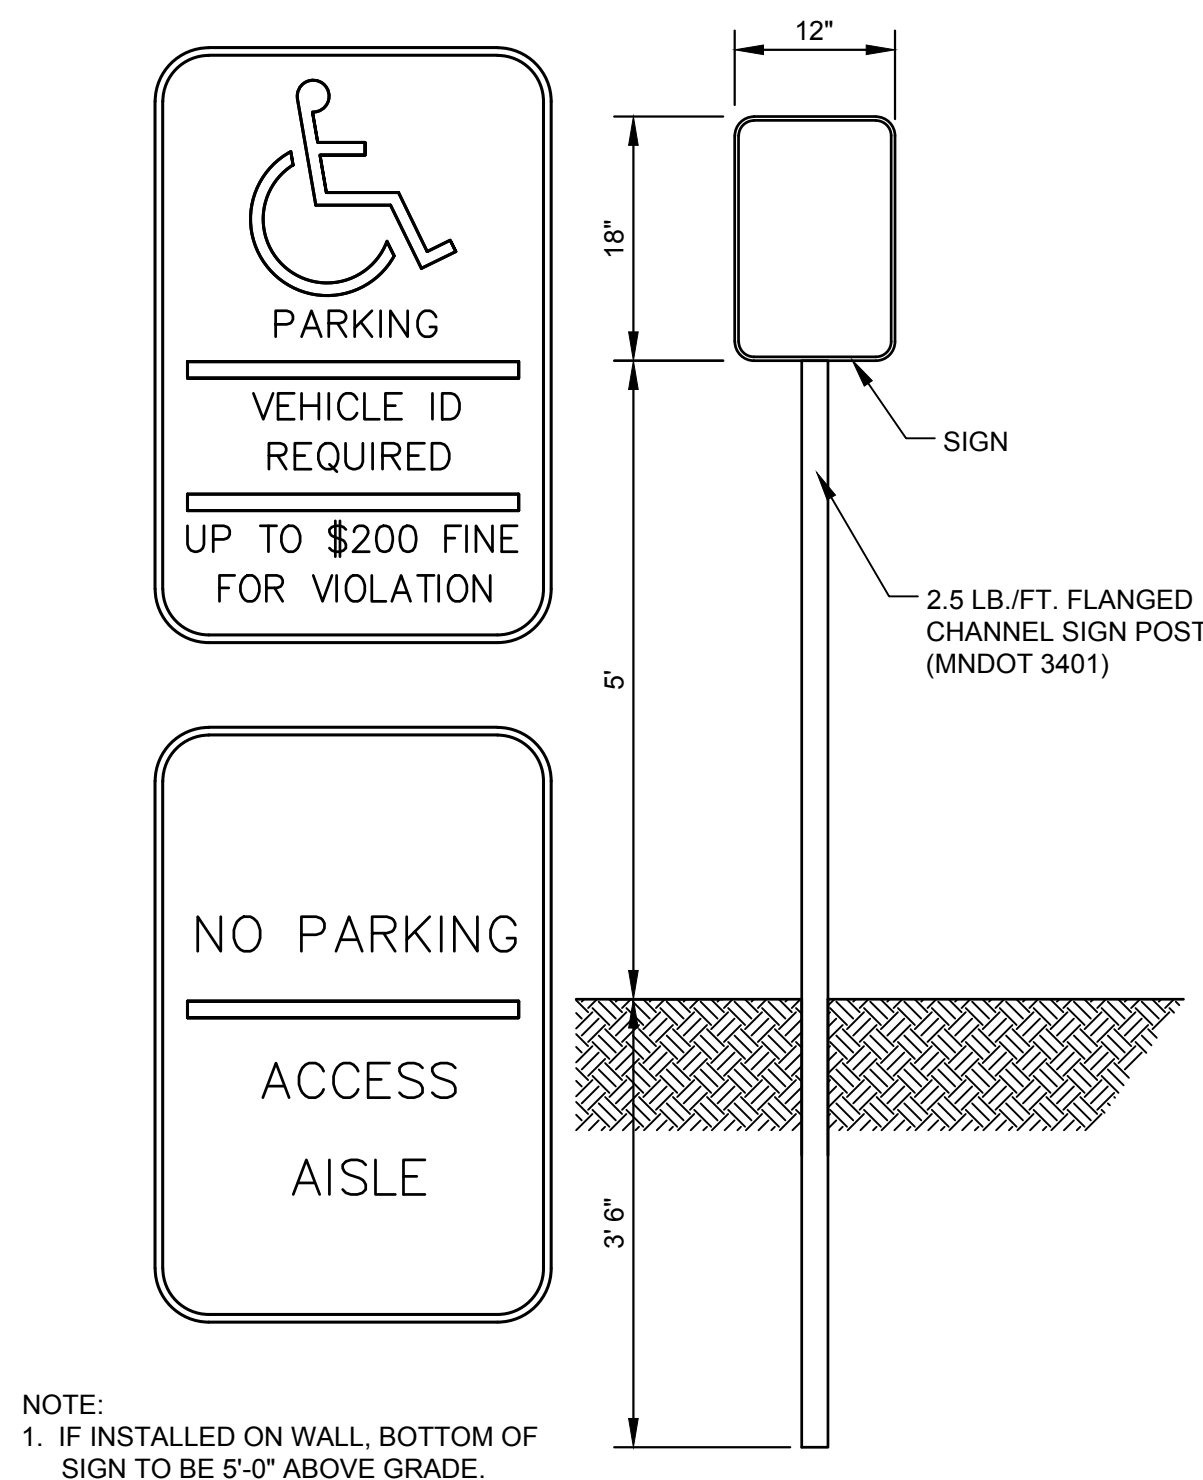 PARKING
VEHICLE ID
REQUIRED
UP TO $200 FINE
FOR VIOLATION
NO PARKING
ACCESS
AISLE
12"
18"
SIGN
2.5 LB./FT. FLANGED
CHANNEL SIGN POST
(MNDOT 3401)
5'
3' 6"
NOTE:
1. IF INSTALLED ON WALL, BOTTOM OF
SIGN TO BE 5'-0" ABOVE GRADE.